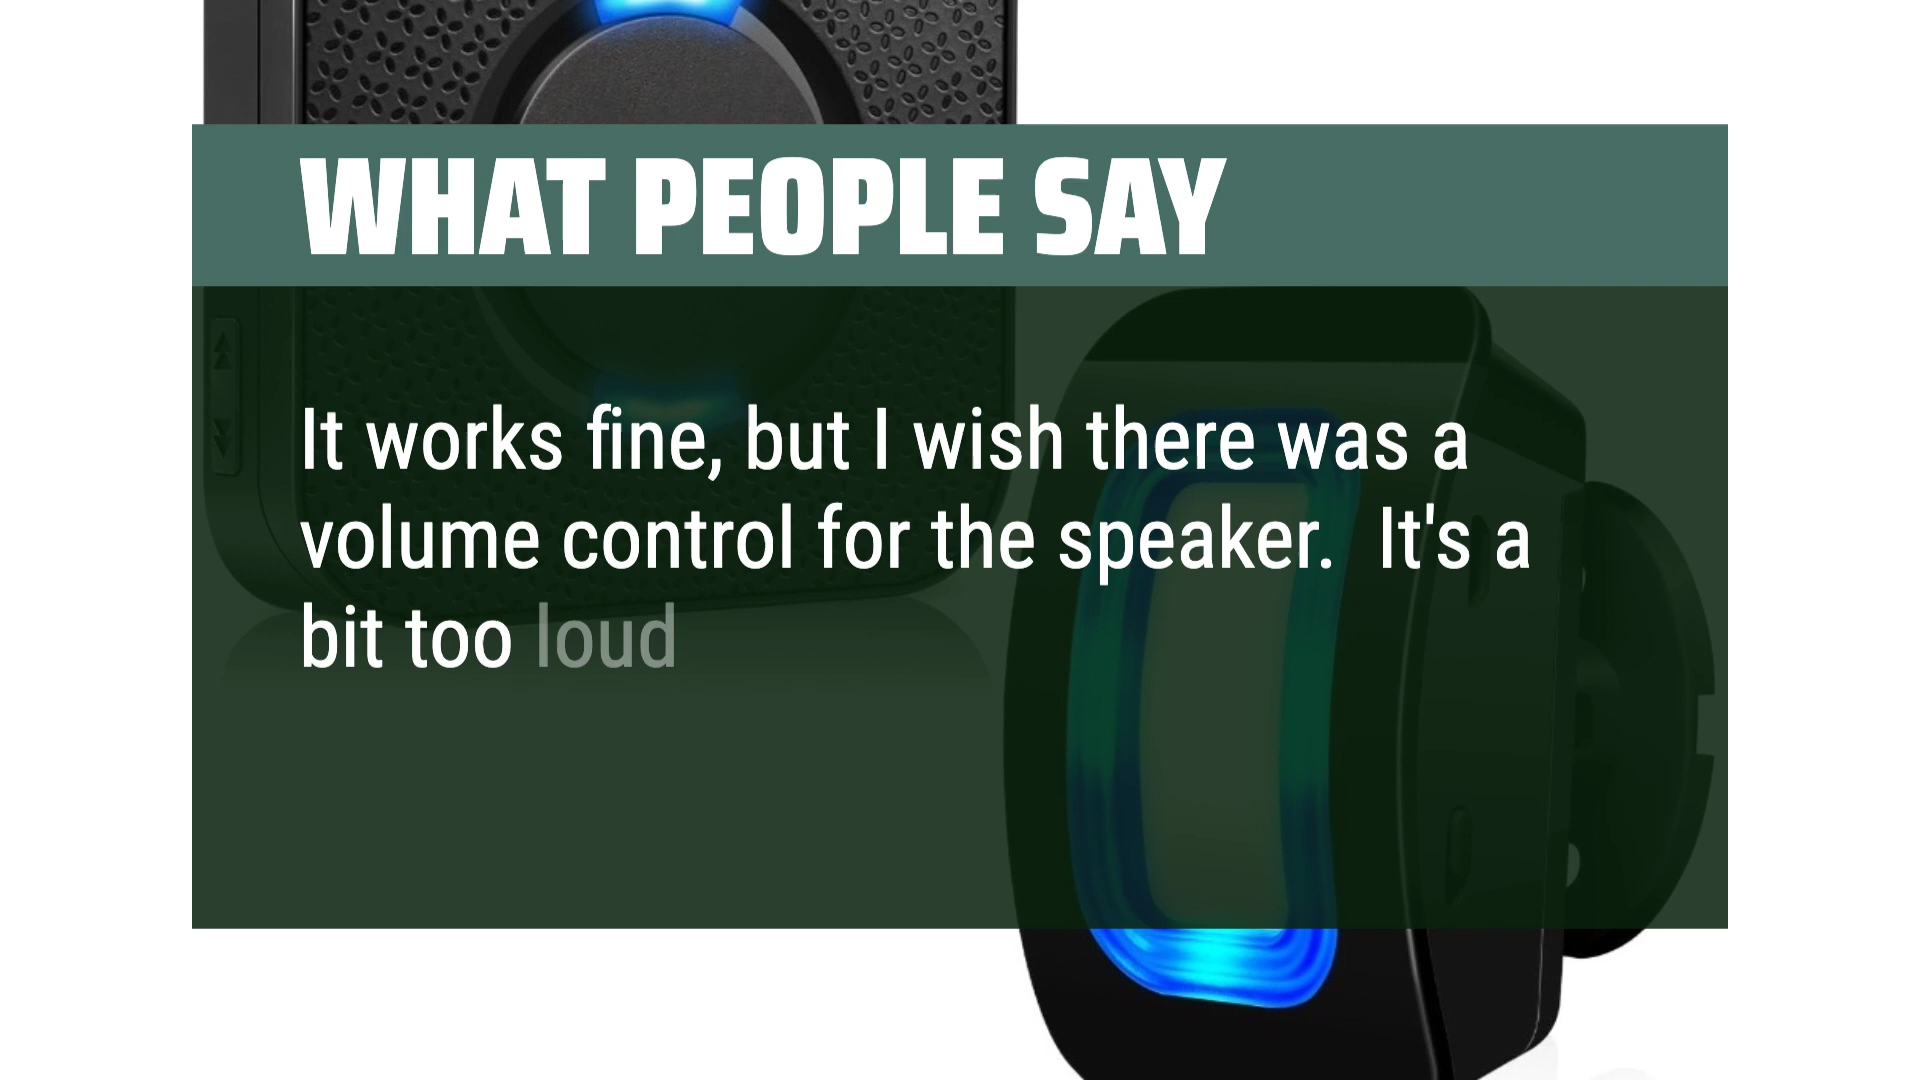 WHAT PEOPLE SAY
It works fine, but I wish there was a
volume control for the speaker.  It's a
bit too loud